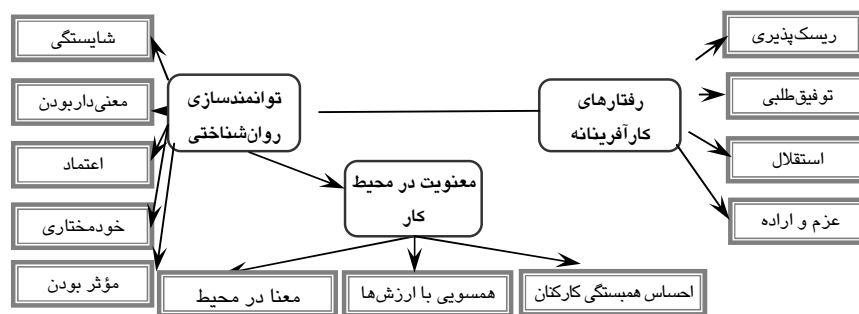 ریسک‌پذیری
توفیق‌طلبی
استقلال
عزم و اراده
رفتارهای
کارآفرینانه
توانمندسازی
روان‌شناختی
معنویت در محیط
کار
شایستگی
معنی‌داربودن
اعتماد
خودمختاری
مؤثر بودن
احساس همبستگی کارکنان
همسویی با ارزش‌ها
معنا در محیط